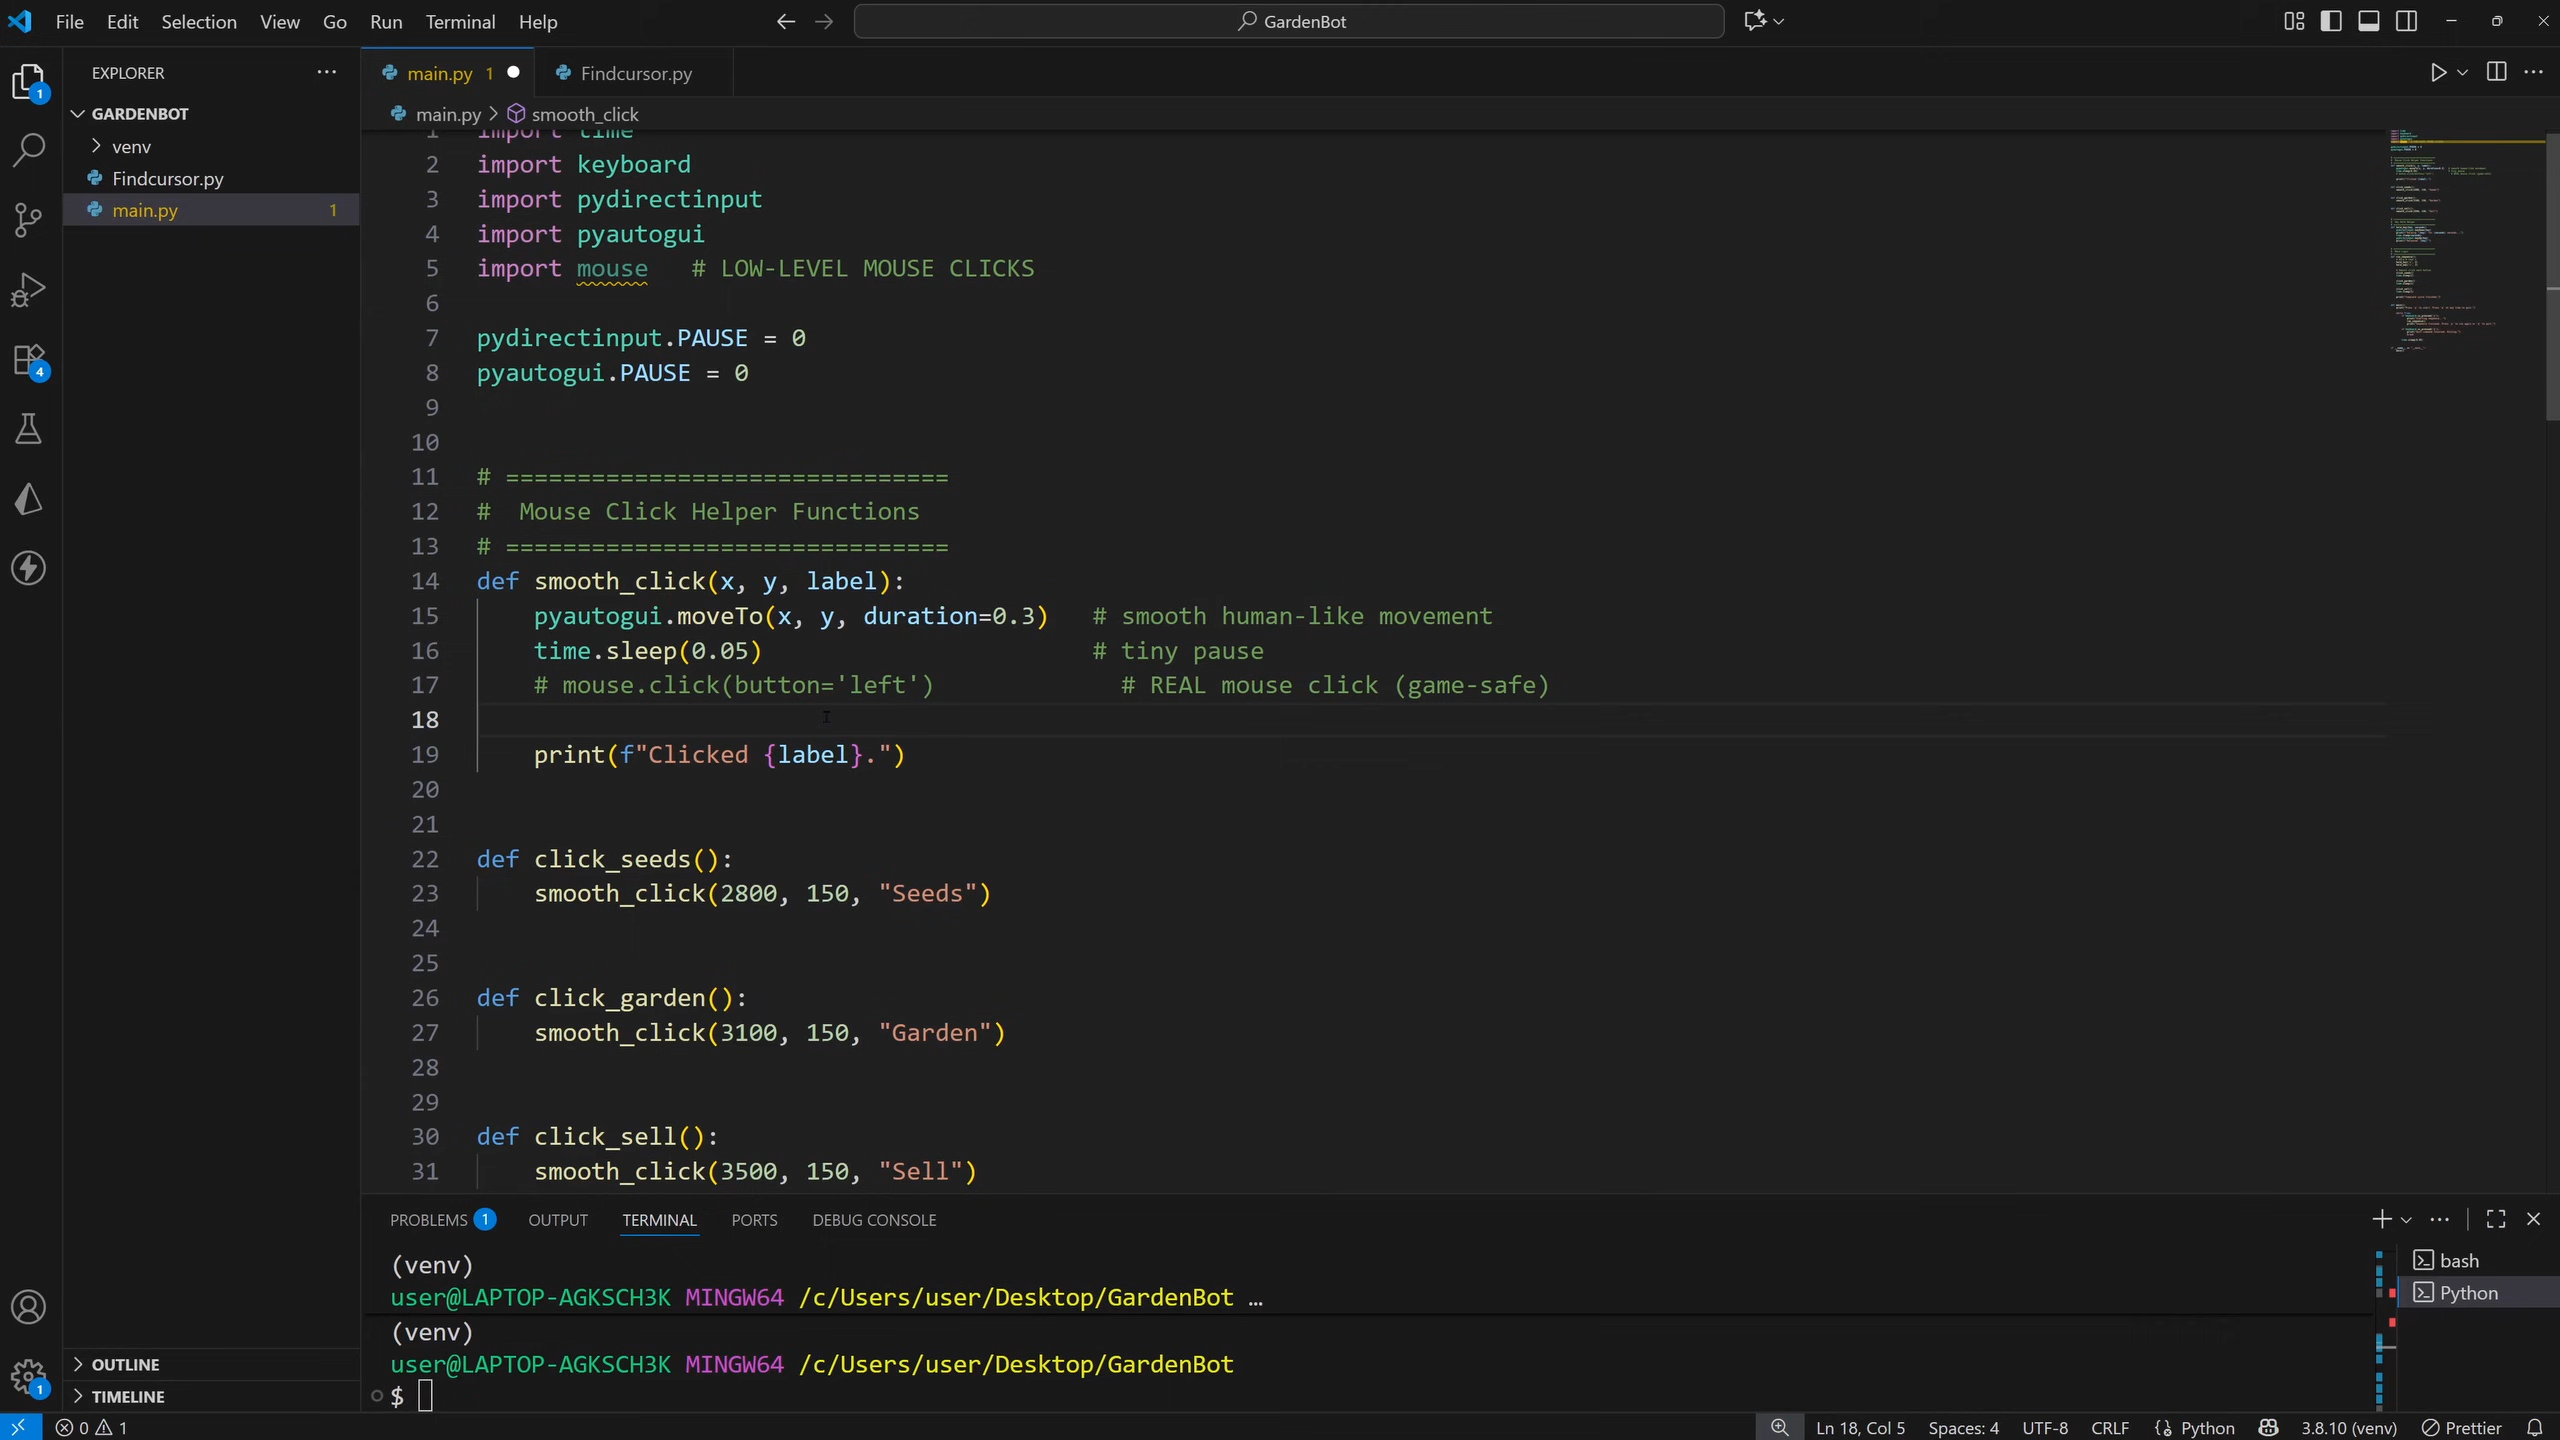 File Edit Selection View Go Run Terminal Help
GardenBot
EXPLORER
GARDENBOT
venv
Findcursor.py
main.py 1
1
4
main.py 1
Findcursor.py
main.py > smooth_click
1 import time
2 import keyboard
3 import pydirectinput
4 import pyautogui
5 import mouse   # LOW-LEVEL MOUSE CLICKS
6
7 pydirectinput.PAUSE = 0
8 pyautogui.PAUSE = 0
9
10
11 # ===============================
12 #  Mouse Click Helper Functions
13 # ===============================
14 def smooth_click(x, y, label):
15     pyautogui.moveTo(x, y, duration=0.3)   # smooth human-like movement
16     time.sleep(0.05)                       # tiny pause
17     # mouse.click(button='left')             # REAL mouse click (game-safe)
18
19     print(f"Clicked {label}.")
20
21
22 def click_seeds():
23     smooth_click(2800, 150, "Seeds")
24
25
26 def click_garden():
27     smooth_click(3100, 150, "Garden")
28
29
30 def click_sell():
31     smooth_click(3500, 150, "Sell")
PROBLEMS 1 OUTPUT TERMINAL PORTS DEBUG CONSOLE
(venv)
user@LAPTOP-AGKSCH3K MINGW64 /c/Users/user/Desktop/GardenBot …
(venv)
user@LAPTOP-AGKSCH3K MINGW64 /c/Users/user/Desktop/GardenBot
$
bash
Python
OUTLINE
TIMELINE
1
0 1
Ln 18, Col 5 Spaces: 4 UTF-8 CRLF {} Python 3.8.10 (venv) Prettier